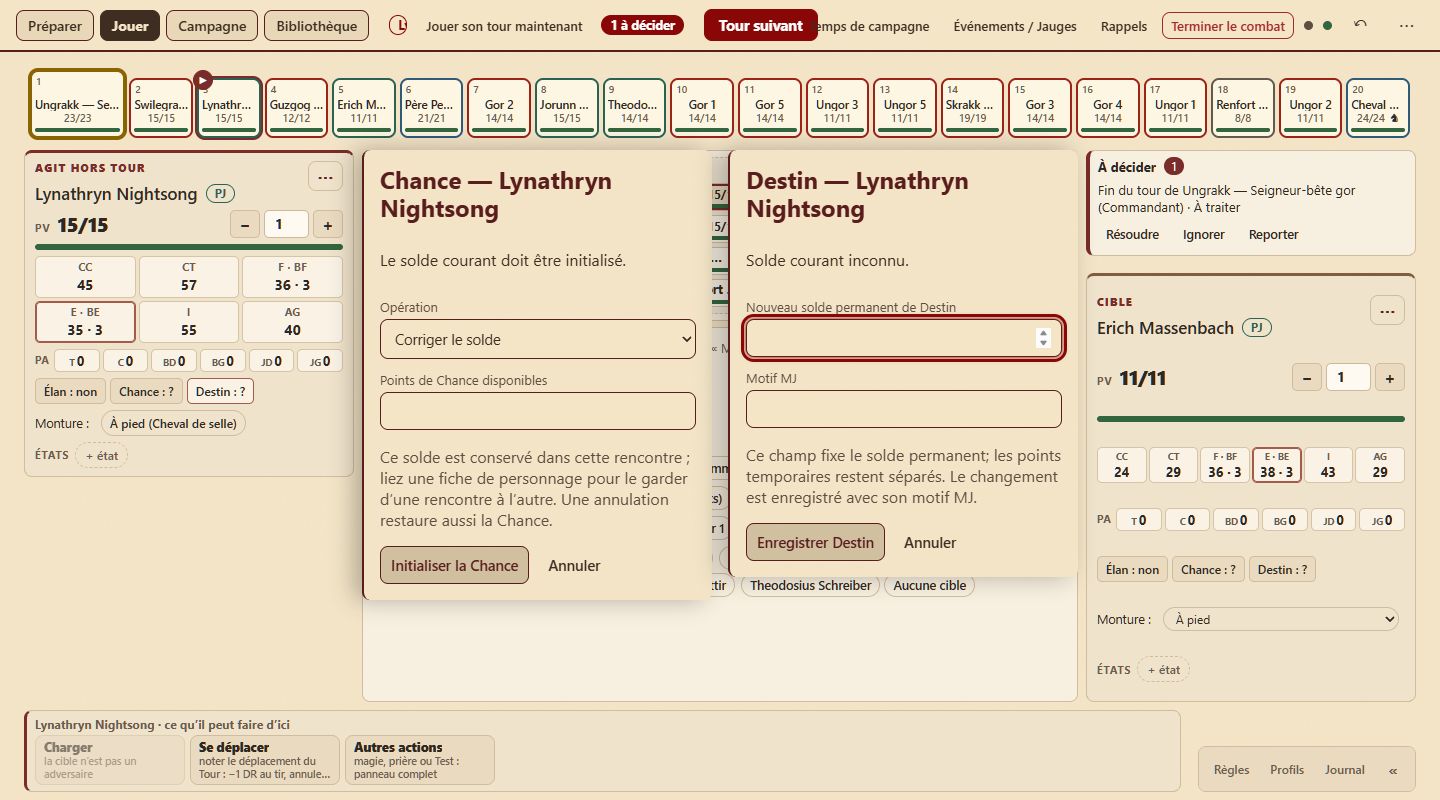 Préparer Jouer Campagne Bibliothèque Jouer son tour maintenant 1 à décider Tour suivant emps de campagne Événements / Jauges Rappels Terminer le combat ...
1 Ungrakk — Se... 23/23
2 Swilegra... 15/15
3 Lynathr... 15/15
4 Guzgog ... 12/12
5 Erich M... 11/11
6 Père Pe... 21/21
7 Gor 2 14/14
8 Jorunn ... 15/15
9 Theodo... 14/14
10 Gor 1 14/14
11 Gor 5 14/14
12 Ungor 3 11/11
13 Ungor 5 11/11
14 Skrakk ... 19/19
15 Gor 3 14/14
16 Gor 4 14/14
17 Ungor 1 11/11
18 Renfort ... 8/8
19 Ungor 2 11/11
20 Cheval ... 24/24
AGIT HORS TOUR ...
Lynathryn Nightsong PJ
PV 15/15 − 1 +
CC CT F · BF
45 57 36 · 3
E · BE I AG
35 · 3 55 40
PA T 0 C 0 BD 0 BG 0 JD 0 JG 0
Élan : non Chance : ? Destin : ?
Monture : À pied (Cheval de selle)
ÉTATS + état
Chance — Lynathryn
Nightsong
Le solde courant doit être initialisé.
Opération
Corriger le solde
Points de Chance disponibles
Ce solde est conservé dans cette rencontre ;
liez une fiche de personnage pour le garder
d'une rencontre à l'autre. Une annulation
restaure aussi la Chance.
Initialiser la Chance Annuler
15/
15/
...
ort
« M
mm
ts)
r 1
ctir Theodosius Schreiber Aucune cible
Destin — Lynathryn
Nightsong
Solde courant inconnu.
Nouveau solde permanent de Destin
Motif MJ
Ce champ fixe le solde permanent; les points
temporaires restent séparés. Le changement
est enregistré avec son motif MJ.
Enregistrer Destin Annuler
À décider 1
Fin du tour de Ungrakk — Seigneur-bête gor
(Commandant) · À traiter
Résoudre Ignorer Reporter
CIBLE ...
Erich Massenbach PJ
PV 11/11 − 1 +
CC CT F · BF E · BE I AG
24 29 36 · 3 38 · 3 43 29
PA T 0 C 0 BD 0 BG 0 JD 0 JG 0
Élan : non Chance : ? Destin : ?
Monture : À pied
ÉTATS + état
Lynathryn Nightsong · ce qu'il peut faire d'ici
Charger
la cible n'est pas un
adversaire
Se déplacer
noter le déplacement du
Tour : −1 DR au tir, annule...
Autres actions
magie, prière ou Test :
panneau complet
Règles Profils Journal «